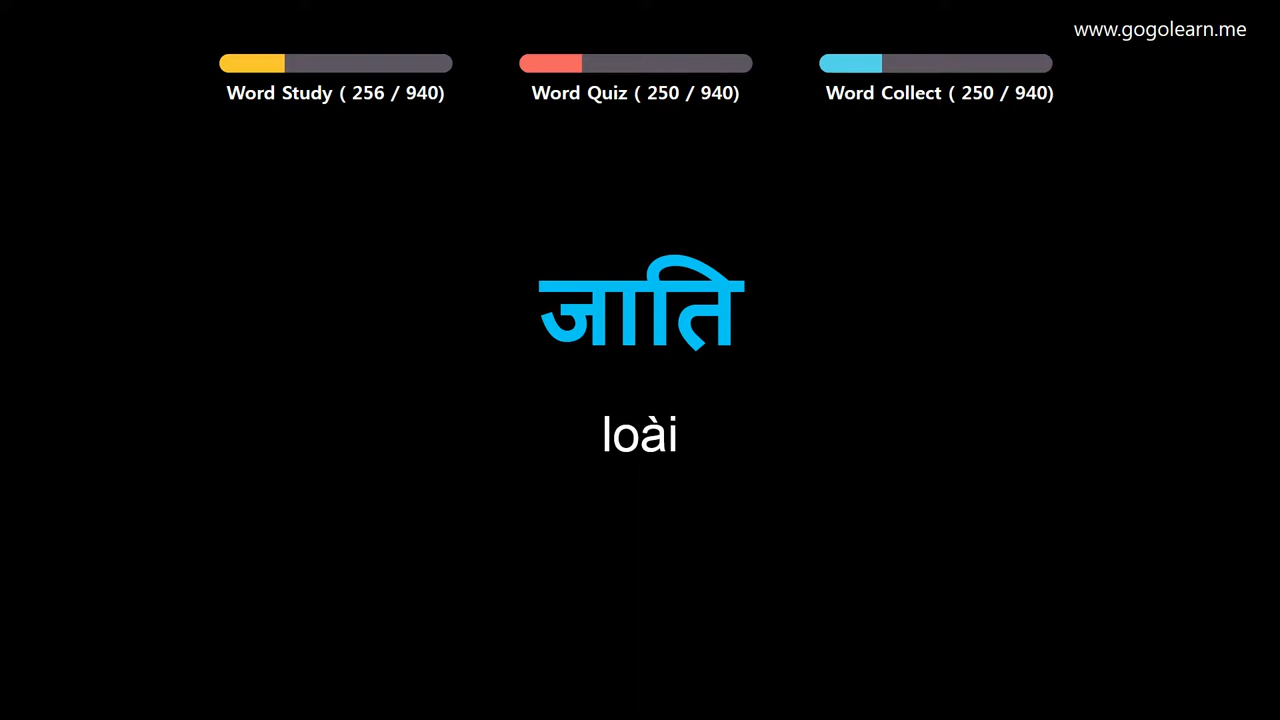 www.gogolearn.me
Word Study ( 256 / 940)
Word Quiz ( 250 / 940)
Word Collect ( 250 / 940)
जाति
loài